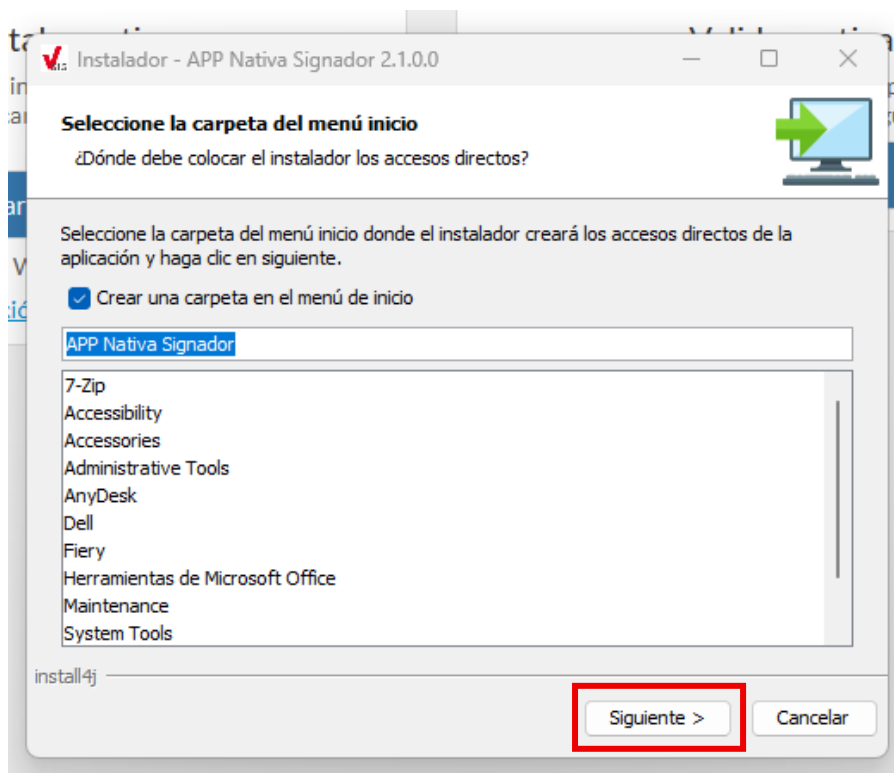 Instalador - APP Nativa Signador 2.1.0.0
Seleccione la carpeta del menú inicio
¿Dónde debe colocar el instalador los accesos directos?
Seleccione la carpeta del menú inicio donde el instalador creará los accesos directos de la
aplicación y haga clic en siguiente.
Crear una carpeta en el menú de inicio
APP Nativa Signador
7-Zip
Accessibility
Accessories
Administrative Tools
AnyDesk
Dell
Fiery
Herramientas de Microsoft Office
Maintenance
System Tools
install4j
Siguiente >
Cancelar